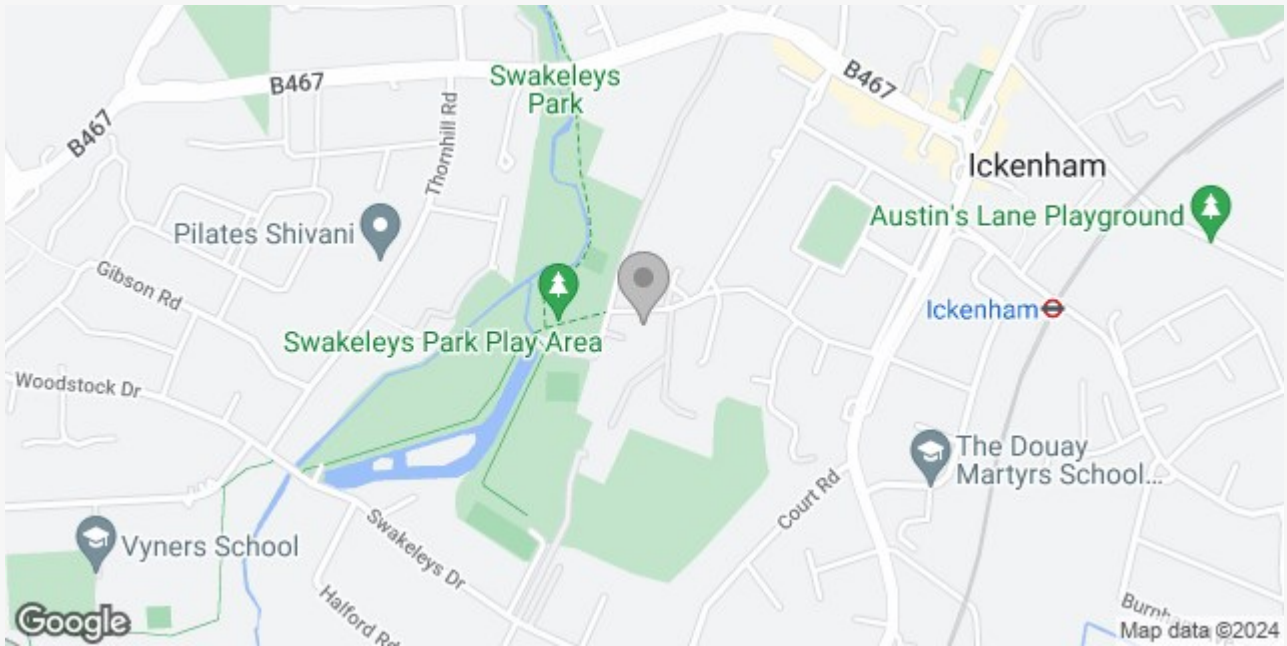 B467
B467
B467
Swakeleys
Park
Thornhill Rd
Ickenham
Austin's Lane Playground
Pilates Shivani
Gibson Rd
Ickenham
Swakeleys Park Play Area
Woodstock Dr
The Douay
Martyrs School...
Court Rd
Vyners School
Swakeleys Dr
Halford Rd
Google
Map data ©2024